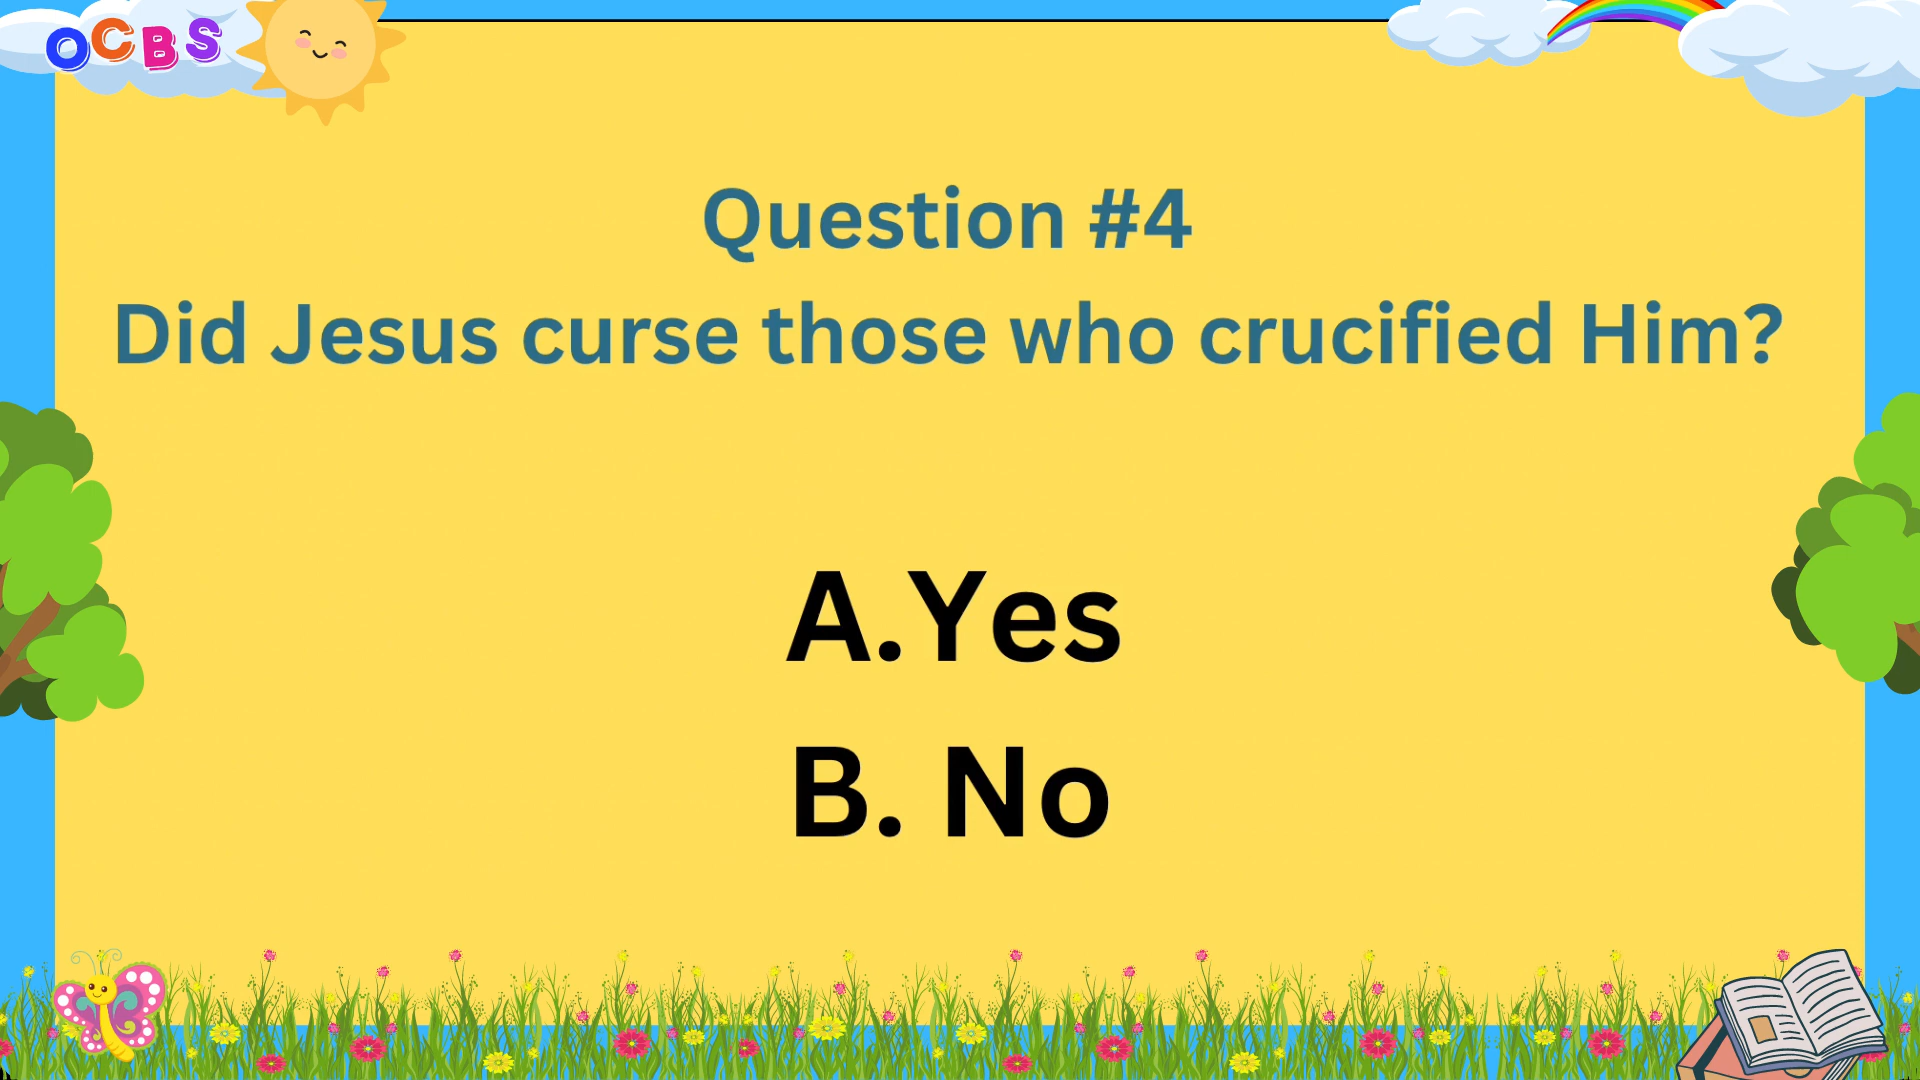 OCBS
Question #4
Did Jesus curse those who crucified Him?
A.Yes
B. No